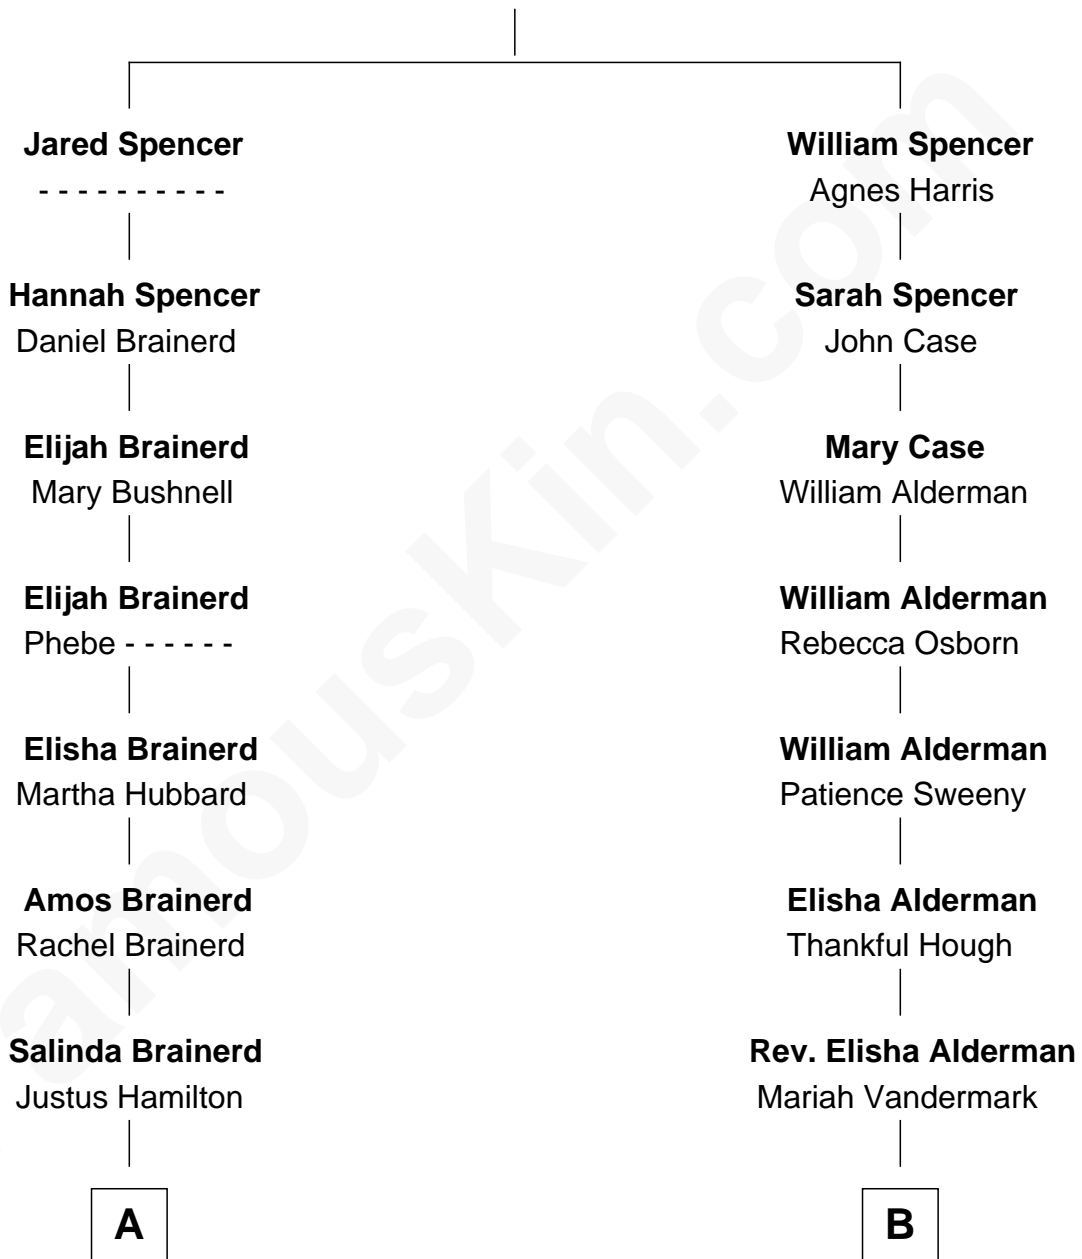 Jared Spencer
- - - - - - - - - -
Hannah Spencer
Daniel Brainerd
Elijah Brainerd
Mary Bushnell
Elijah Brainerd
Phebe - - - - - -
Elisha Brainerd
Martha Hubbard
Amos Brainerd
Rachel Brainerd
Salinda Brainerd
Justus Hamilton
A
William Spencer
Agnes Harris
Sarah Spencer
John Case
Mary Case
William Alderman
William Alderman
Rebecca Osborn
William Alderman
Patience Sweeny
Elisha Alderman
Thankful Hough
Rev. Elisha Alderman
Mariah Vandermark
B
amousKin.com